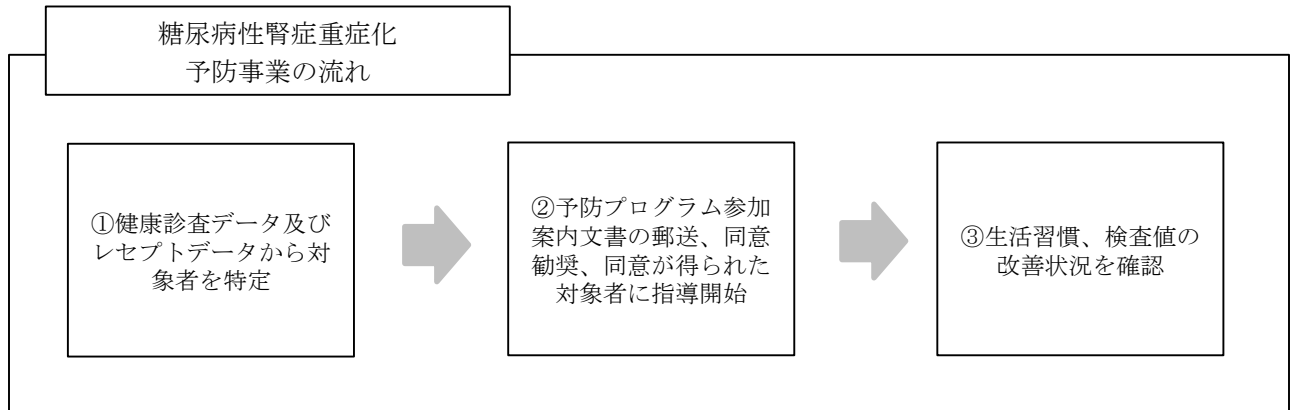 糖尿病性腎症重症化
予防事業の流れ
①健康診査データ及び
レセプトデータから対
象者を特定
②予防プログラム参加
案内文書の郵送、同意
勧奨、同意が得られた
対象者に指導開始
③生活習慣、検査値の
改善状況を確認